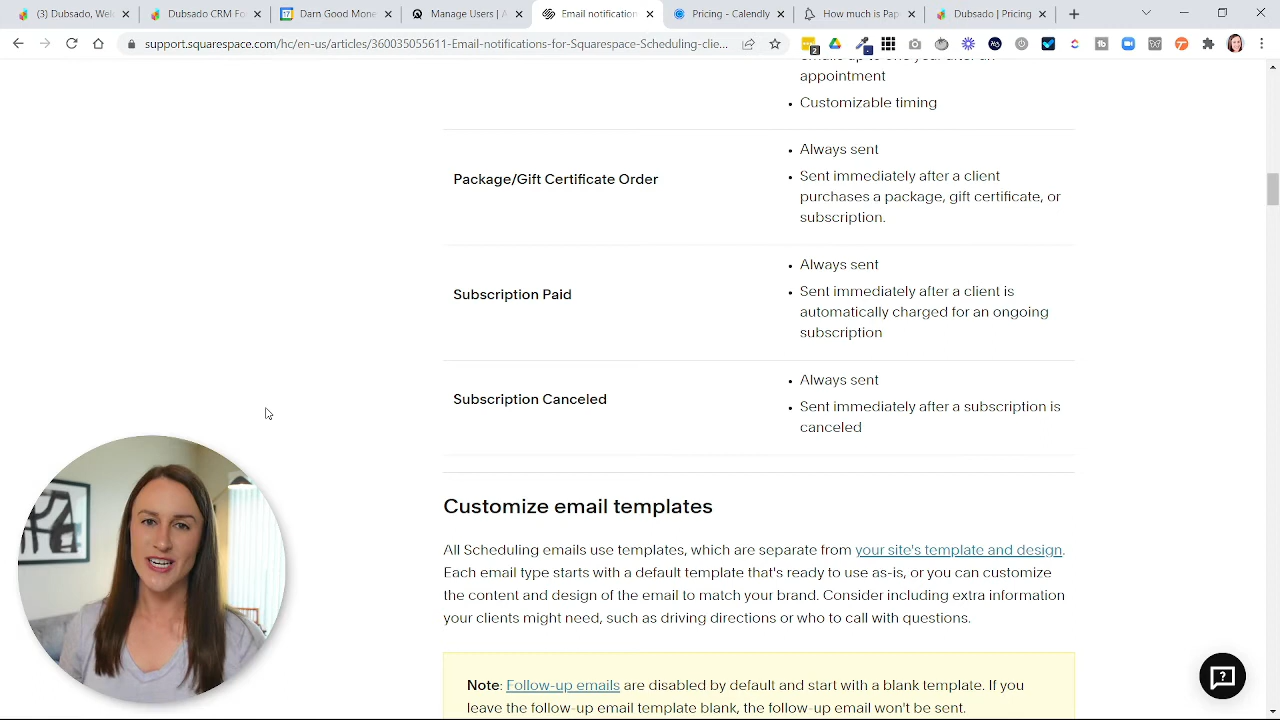 (3) Dubsado, Welc
Dubsado CRM Fo
Darn Good Mome
Manage Users | A
Email notification
Pricing - Calendly
How much is Pap
Dubsado | Pricing
support.squarespace.com/hc/en-us/articles/360035055811-Email-notifications-for-Squarespace-Scheduling-clie...
2
appointment
Customizable timing
Package/Gift Certificate Order
Always sent
Sent immediately after a client
purchases a package, gift certificate, or
subscription.
Subscription Paid
Always sent
Sent immediately after a client is
automatically charged for an ongoing
subscription
Subscription Canceled
Always sent
Sent immediately after a subscription is
canceled
Customize email templates
All Scheduling emails use templates, which are separate from your site's template and design.
Each email type starts with a default template that's ready to use as-is, or you can customize
the content and design of the email to match your brand. Consider including extra information
your clients might need, such as driving directions or who to call with questions.
Note: Follow-up emails are disabled by default and start with a blank template. If you
leave the follow-up email template blank, the follow-up email won't be sent.